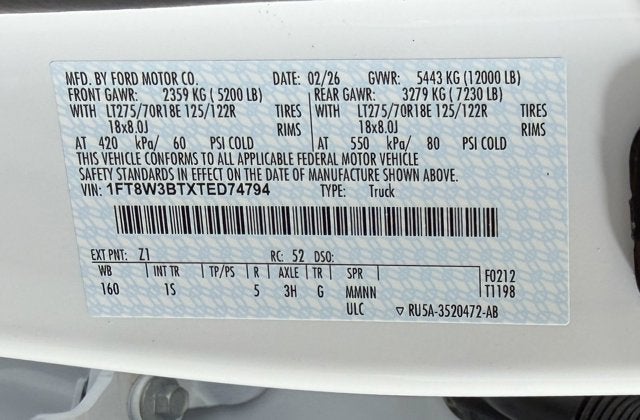 MFD. BY FORD MOTOR CO. DATE: 02/26 GVWR: 5443 KG (12000 LB)
FRONT GAWR: 2359 KG (5200 LB) REAR GAWR: 3279 KG (7230 LB)
WITH LT275/70R18E 125/122R TIRES WITH LT275/70R18E 125/122R TIRES
18x8.0J RIMS 18x8.0J RIMS
AT 420 kPa/ 60 PSI COLD AT 550 kPa/ 80 PSI COLD
THIS VEHICLE CONFORMS TO ALL APPLICABLE FEDERAL MOTOR VEHICLE
SAFETY STANDARDS IN EFFECT ON THE DATE OF MANUFACTURE SHOWN ABOVE.
VIN: 1FT8W3BTXTED74794 TYPE: Truck
EXT PNT: Z1 RC: 52 DSO:
WB INT TR TP/PS R AXLE TR SPR F0212
160 1S 5 3H G MMNN T1198
ULC ▽ RU5A-3520472-AB